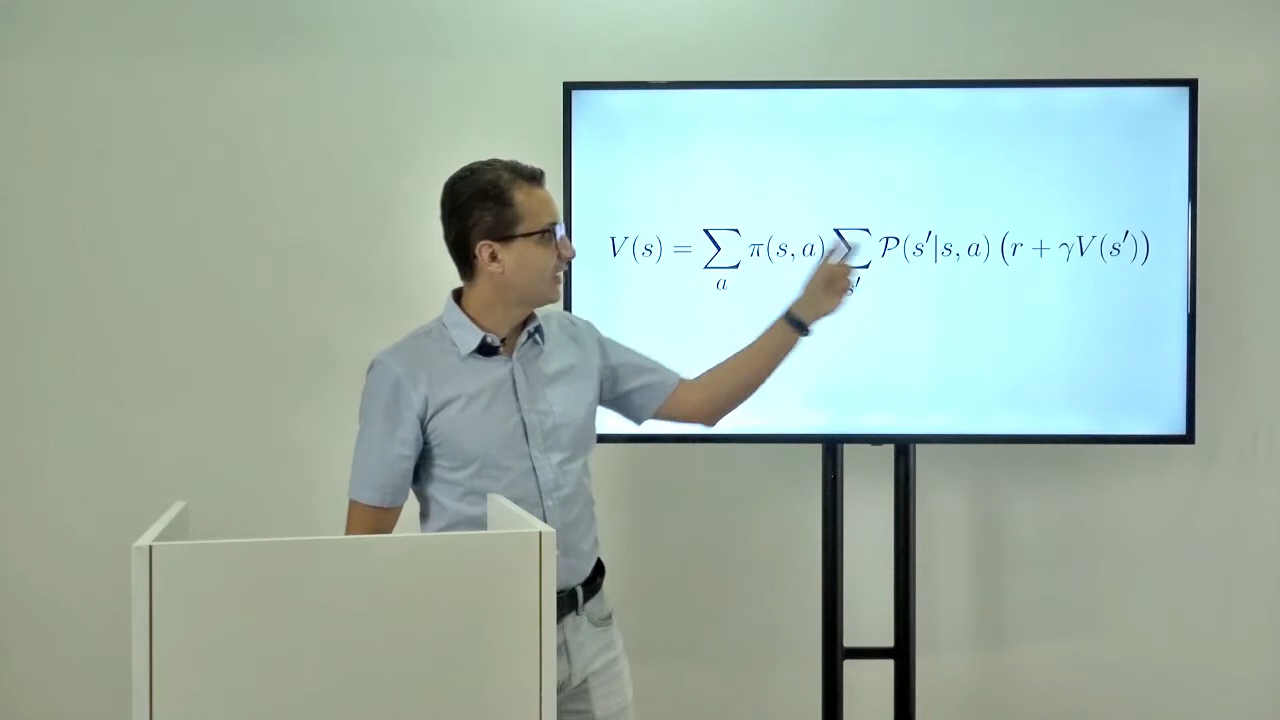 V(s) = ∑_a π(s, a) ∑_{s′} 𝒫(s′|s, a) (r + γV(s′))